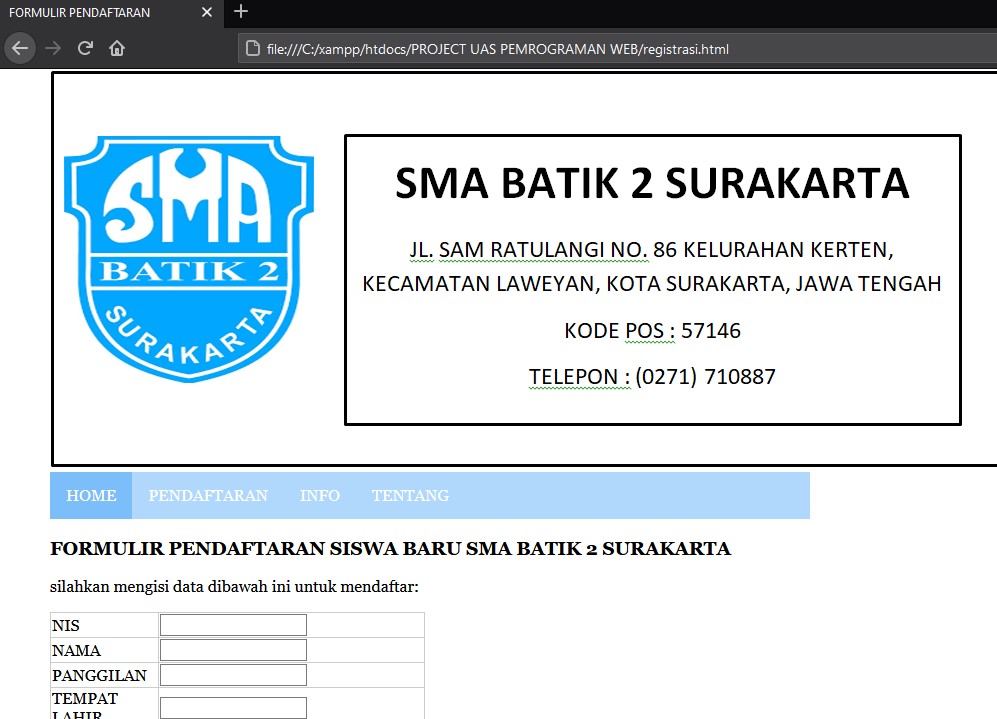 FORMULIR PENDAFTARAN
file:///C:/xampp/htdocs/PROJECT UAS PEMROGRAMAN WEB/registrasi.html
SMA
BATIK 2
SURAKARTA
SMA BATIK 2 SURAKARTA
JL. SAM RATULANGI NO. 86 KELURAHAN KERTEN,
KECAMATAN LAWEYAN, KOTA SURAKARTA, JAWA TENGAH
KODE POS : 57146
TELEPON : (0271) 710887
HOME PENDAFTARAN INFO TENTANG
FORMULIR PENDAFTARAN SISWA BARU SMA BATIK 2 SURAKARTA
silahkan mengisi data dibawah ini untuk mendaftar:
NIS
NAMA
PANGGILAN
TEMPAT
LAHIR